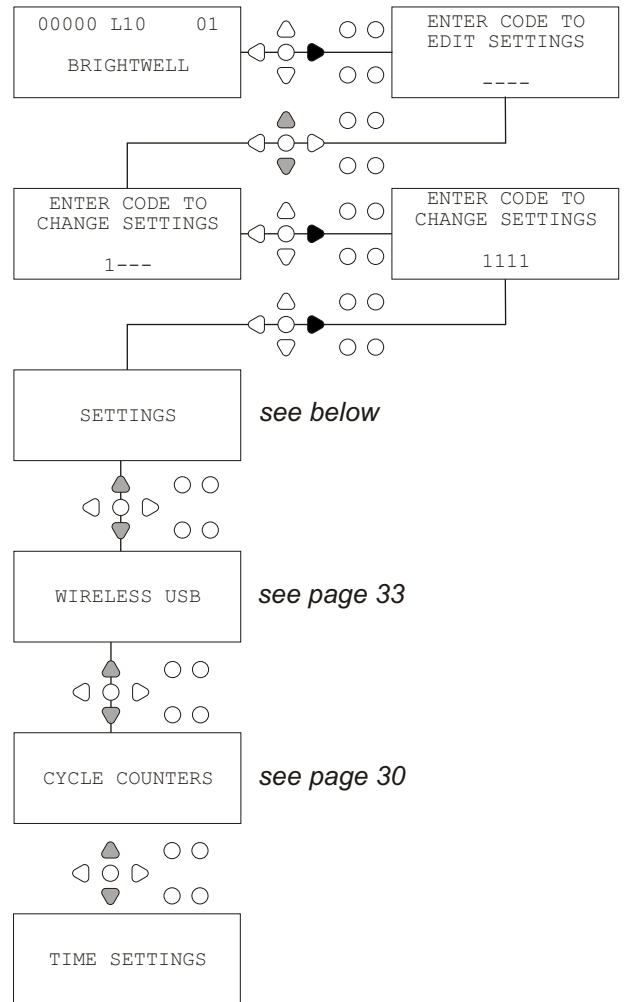 00000 L10 01
BRIGHTWELL
ENTER CODE TO
EDIT SETTINGS
----
ENTER CODE TO
CHANGE SETTINGS
1---
ENTER CODE TO
CHANGE SETTINGS
1111
SETTINGS
see below
WIRELESS USB
see page 33
CYCLE COUNTERS
see page 30
TIME SETTINGS